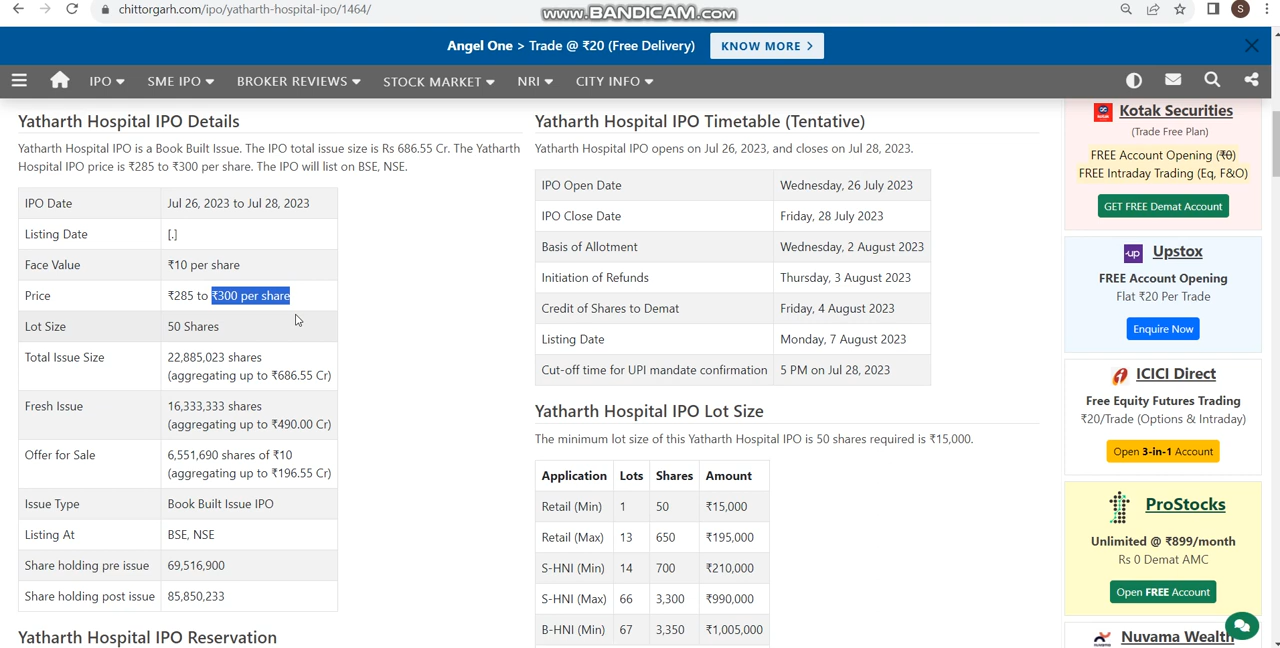 chittorgarh.com/ipo/yatharth-hospital-ipo/1464/
www.BANDICAM.com
S
Angel One > Trade @ ₹20 (Free Delivery)
KNOW MORE >
IPO
SME IPO
BROKER REVIEWS
STOCK MARKET
NRI
CITY INFO
Yatharth Hospital IPO Details
Yatharth Hospital IPO is a Book Built Issue. The IPO total issue size is Rs 686.55 Cr. The Yatharth
Hospital IPO price is ₹285 to ₹300 per share. The IPO will list on BSE, NSE.
IPO Date Jul 26, 2023 to Jul 28, 2023
Listing Date [.]
Face Value ₹10 per share
Price ₹285 to ₹300 per share
Lot Size 50 Shares
Total Issue Size 22,885,023 shares
(aggregating up to ₹686.55 Cr)
Fresh Issue 16,333,333 shares
(aggregating up to ₹490.00 Cr)
Offer for Sale 6,551,690 shares of ₹10
(aggregating up to ₹196.55 Cr)
Issue Type Book Built Issue IPO
Listing At BSE, NSE
Share holding pre issue 69,516,900
Share holding post issue 85,850,233
Yatharth Hospital IPO Reservation
Yatharth Hospital IPO Timetable (Tentative)
Yatharth Hospital IPO opens on Jul 26, 2023, and closes on Jul 28, 2023.
IPO Open Date Wednesday, 26 July 2023
IPO Close Date Friday, 28 July 2023
Basis of Allotment Wednesday, 2 August 2023
Initiation of Refunds Thursday, 3 August 2023
Credit of Shares to Demat Friday, 4 August 2023
Listing Date Monday, 7 August 2023
Cut-off time for UPI mandate confirmation 5 PM on Jul 28, 2023
Yatharth Hospital IPO Lot Size
The minimum lot size of this Yatharth Hospital IPO is 50 shares required is ₹15,000.
Application Lots Shares Amount
Retail (Min) 1 50 ₹15,000
Retail (Max) 13 650 ₹195,000
S-HNI (Min) 14 700 ₹210,000
S-HNI (Max) 66 3,300 ₹990,000
B-HNI (Min) 67 3,350 ₹1,005,000
Kotak Securities
(Trade Free Plan)
FREE Account Opening (₹0)
FREE Intraday Trading (Eq, F&O)
GET FREE Demat Account
up
Upstox
FREE Account Opening
Flat ₹20 Per Trade
Enquire Now
ICICI Direct
Free Equity Futures Trading
₹20/Trade (Options & Intraday)
Open 3-in-1 Account
ProStocks
Unlimited @ ₹899/month
Rs 0 Demat AMC
Open FREE Account
Nuvama Wealth